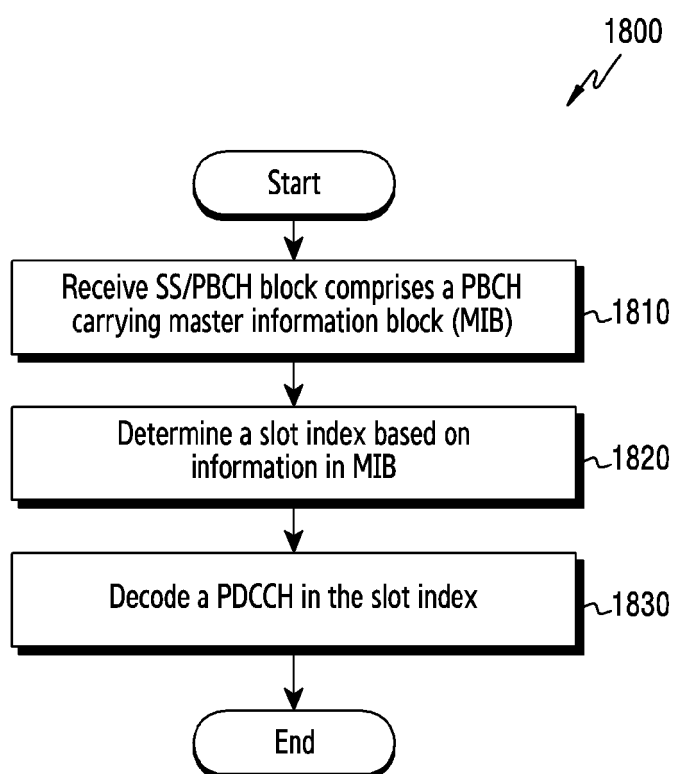 1800
Start
Receive SS/PBCH block comprises a PBCH
carrying master information block (MIB)
1810
Determine a slot index based on
information in MIB
1820
Decode a PDCCH in the slot index
1830
End